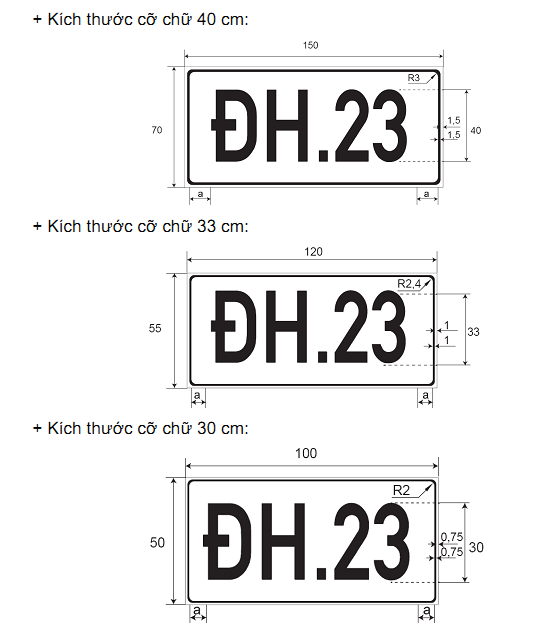 + Kích thước cỡ chữ 40 cm:
150
R3
70
ĐH.23
1,5
1,5
40
a
a
+ Kích thước cỡ chữ 33 cm:
120
R2,4
55
ĐH.23
1
1
33
a
a
+ Kích thước cỡ chữ 30 cm:
100
R2
50
ĐH.23
0,75
0,75
30
a
a